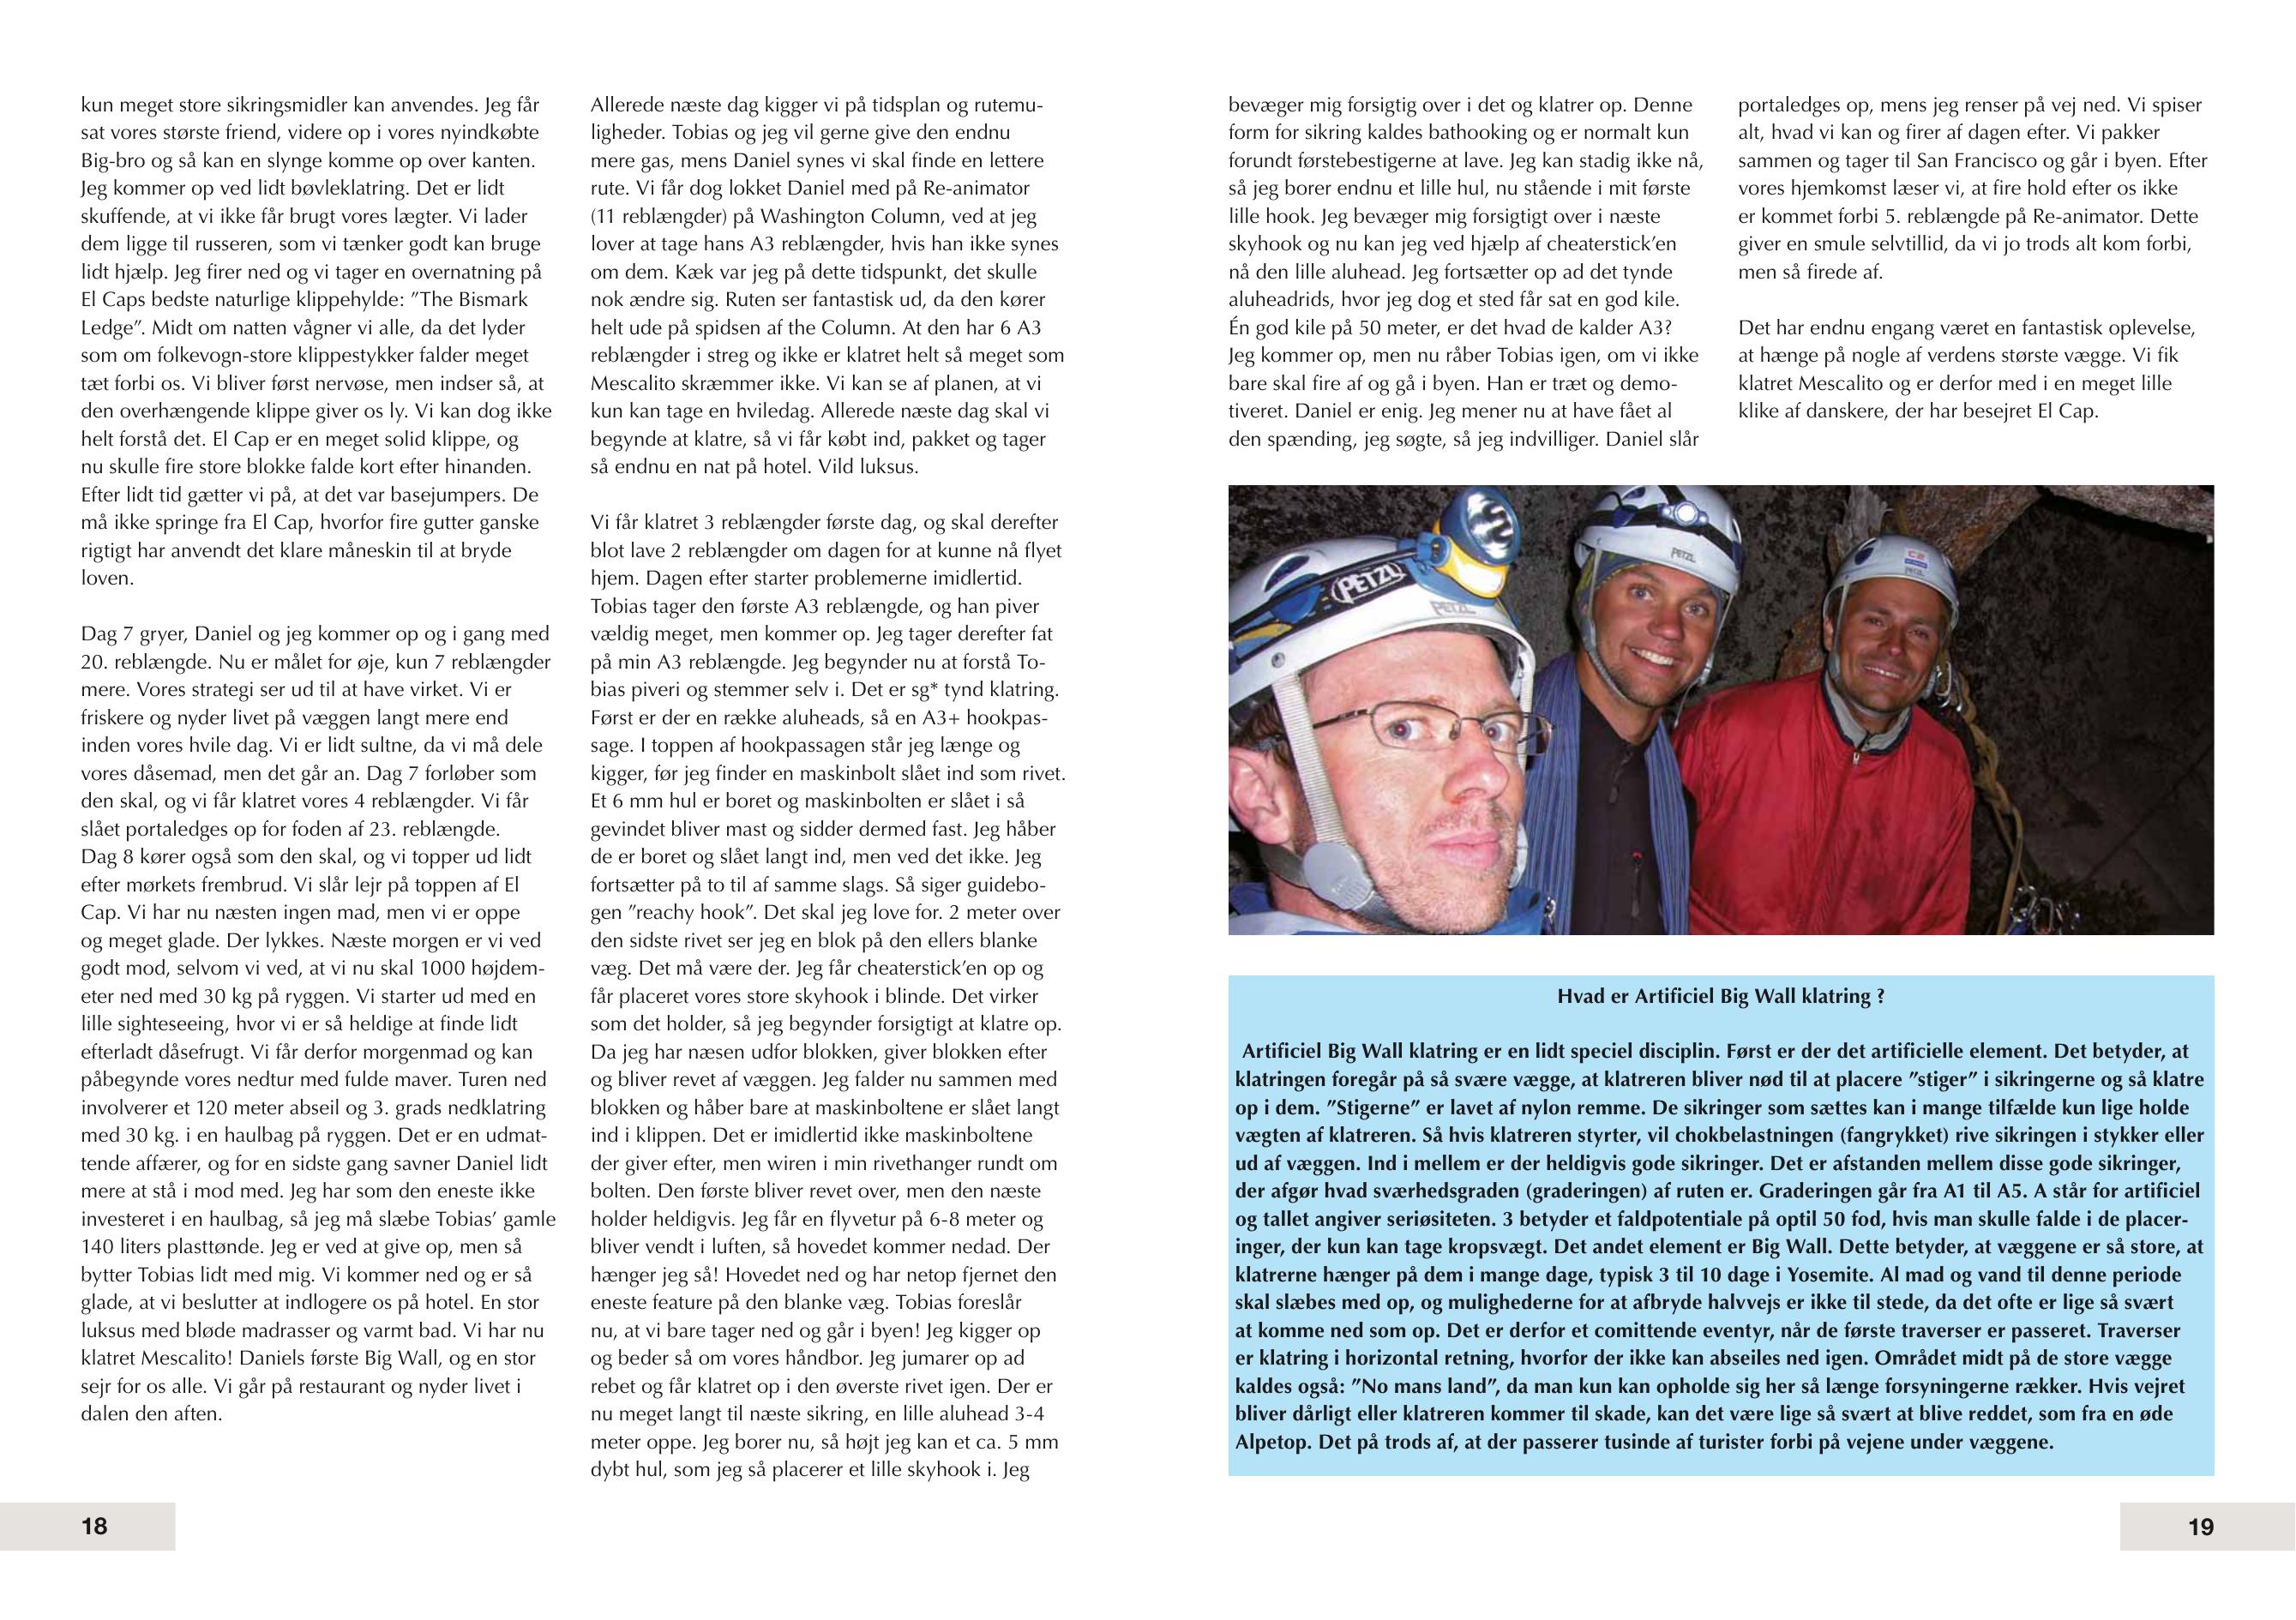 kun meget store sikringsmidler kan anvendes. Jeg får
sat vores største friend, videre op i vores nyindkøbte
Big-bro og så kan en slynge komme op over kanten.
Jeg kommer op ved lidt bøvleklatring. Det er lidt
skuffende, at vi ikke får brugt vores lægter. Vi lader
dem ligge til russeren, som vi tænker godt kan bruge
lidt hjælp. Jeg firer ned og vi tager en overnatning på
El Caps bedste naturlige klippehylde: ”The Bismark
Ledge”. Midt om natten vågner vi alle, da det lyder
som om folkevogn-store klippestykker falder meget
tæt forbi os. Vi bliver først nervøse, men indser så, at
den overhængende klippe giver os ly. Vi kan dog ikke
helt forstå det. El Cap er en meget solid klippe, og
nu skulle fire store blokke falde kort efter hinanden.
Efter lidt tid gætter vi på, at det var basejumpers. De
må ikke springe fra El Cap, hvorfor fire gutter ganske
rigtigt har anvendt det klare måneskin til at bryde
loven.
Dag 7 gryer, Daniel og jeg kommer op og i gang med
20. reblængde. Nu er målet for øje, kun 7 reblængder
mere. Vores strategi ser ud til at have virket. Vi er
friskere og nyder livet på væggen langt mere end
inden vores hvile dag. Vi er lidt sultne, da vi må dele
vores dåsemad, men det går an. Dag 7 forløber som
den skal, og vi får klatret vores 4 reblængder. Vi får
slået portaledges op for foden af 23. reblængde.
Dag 8 kører også som den skal, og vi topper ud lidt
efter mørkets frembrud. Vi slår lejr på toppen af El
Cap. Vi har nu næsten ingen mad, men vi er oppe
og meget glade. Der lykkes. Næste morgen er vi ved
godt mod, selvom vi ved, at vi nu skal 1000 højdem-
eter ned med 30 kg på ryggen. Vi starter ud med en
lille sighteseeing, hvor vi er så heldige at finde lidt
efterladt dåsefrugt. Vi får derfor morgenmad og kan
påbegynde vores nedtur med fulde maver. Turen ned
involverer et 120 meter abseil og 3. grads nedklatring
med 30 kg. i en haulbag på ryggen. Det er en udmat-
tende affærer, og for en sidste gang savner Daniel lidt
mere at stå i mod med. Jeg har som den eneste ikke
investeret i en haulbag, så jeg må slæbe Tobias’ gamle
140 liters plasttønde. Jeg er ved at give op, men så
bytter Tobias lidt med mig. Vi kommer ned og er så
glade, at vi beslutter at indlogere os på hotel. En stor
luksus med bløde madrasser og varmt bad. Vi har nu
klatret Mescalito! Daniels første Big Wall, og en stor
sejr for os alle. Vi går på restaurant og nyder livet i
dalen den aften.
Allerede næste dag kigger vi på tidsplan og rutemu-
ligheder. Tobias og jeg vil gerne give den endnu
mere gas, mens Daniel synes vi skal finde en lettere
rute. Vi får dog lokket Daniel med på Re-animator
(11 reblængder) på Washington Column, ved at jeg
lover at tage hans A3 reblængder, hvis han ikke synes
om dem. Kæk var jeg på dette tidspunkt, det skulle
nok ændre sig. Ruten ser fantastisk ud, da den kører
helt ude på spidsen af the Column. At den har 6 A3
reblængder i streg og ikke er klatret helt så meget som
Mescalito skræmmer ikke. Vi kan se af planen, at vi
kun kan tage en hviledag. Allerede næste dag skal vi
begynde at klatre, så vi får købt ind, pakket og tager
så endnu en nat på hotel. Vild luksus.
Vi får klatret 3 reblængder første dag, og skal derefter
blot lave 2 reblængder om dagen for at kunne nå flyet
hjem. Dagen efter starter problemerne imidlertid.
Tobias tager den første A3 reblængde, og han piver
vældig meget, men kommer op. Jeg tager derefter fat
på min A3 reblængde. Jeg begynder nu at forstå To-
bias piveri og stemmer selv i. Det er sg* tynd klatring.
Først er der en række aluheads, så en A3+ hookpas-
sage. I toppen af hookpassagen står jeg længe og
kigger, før jeg finder en maskinbolt slået ind som rivet.
Et 6 mm hul er boret og maskinbolten er slået i så
gevindet bliver mast og sidder dermed fast. Jeg håber
de er boret og slået langt ind, men ved det ikke. Jeg
fortsætter på to til af samme slags. Så siger guidebo-
gen ”reachy hook”. Det skal jeg love for. 2 meter over
den sidste rivet ser jeg en blok på den ellers blanke
væg. Det må være der. Jeg får cheaterstick’en op og
får placeret vores store skyhook i blinde. Det virker
som det holder, så jeg begynder forsigtigt at klatre op.
Da jeg har næsen udfor blokken, giver blokken efter
og bliver revet af væggen. Jeg falder nu sammen med
blokken og håber bare at maskinboltene er slået langt
ind i klippen. Det er imidlertid ikke maskinboltene
der giver efter, men wiren i min rivethanger rundt om
bolten. Den første bliver revet over, men den næste
holder heldigvis. Jeg får en flyvetur på 6-8 meter og
bliver vendt i luften, så hovedet kommer nedad. Der
hænger jeg så! Hovedet ned og har netop fjernet den
eneste feature på den blanke væg. Tobias foreslår
nu, at vi bare tager ned og går i byen! Jeg kigger op
og beder så om vores håndbor. Jeg jumarer op ad
rebet og får klatret op i den øverste rivet igen. Der er
nu meget langt til næste sikring, en lille aluhead 3-4
meter oppe. Jeg borer nu, så højt jeg kan et ca. 5 mm
dybt hul, som jeg så placerer et lille skyhook i. Jeg
bevæger mig forsigtig over i det og klatrer op. Denne
form for sikring kaldes bathooking og er normalt kun
forundt førstebestigerne at lave. Jeg kan stadig ikke nå,
så jeg borer endnu et lille hul, nu stående i mit første
lille hook. Jeg bevæger mig forsigtigt over i næste
skyhook og nu kan jeg ved hjælp af cheaterstick’en
nå den lille aluhead. Jeg fortsætter op ad det tynde
aluheadrids, hvor jeg dog et sted får sat en god kile.
Én god kile på 50 meter, er det hvad de kalder A3?
Jeg kommer op, men nu råber Tobias igen, om vi ikke
bare skal fire af og gå i byen. Han er træt og demo-
tiveret. Daniel er enig. Jeg mener nu at have fået al
den spænding, jeg søgte, så jeg indvilliger. Daniel slår
portaledges op, mens jeg renser på vej ned. Vi spiser
alt, hvad vi kan og firer af dagen efter. Vi pakker
sammen og tager til San Francisco og går i byen. Efter
vores hjemkomst læser vi, at fire hold efter os ikke
er kommet forbi 5. reblængde på Re-animator. Dette
giver en smule selvtillid, da vi jo trods alt kom forbi,
men så firede af.
Det har endnu engang været en fantastisk oplevelse,
at hænge på nogle af verdens største vægge. Vi fik
klatret Mescalito og er derfor med i en meget lille
klike af danskere, der har besejret El Cap.
PETZL
PETZL
PETZL
PETZL
Hvad er Artificiel Big Wall klatring ?
Artificiel Big Wall klatring er en lidt speciel disciplin. Først er der det artificielle element. Det betyder, at
klatringen foregår på så svære vægge, at klatreren bliver nød til at placere ”stiger” i sikringerne og så klatre
op i dem. ”Stigerne” er lavet af nylon remme. De sikringer som sættes kan i mange tilfælde kun lige holde
vægten af klatreren. Så hvis klatreren styrter, vil chokbelastningen (fangrykket) rive sikringen i stykker eller
ud af væggen. Ind i mellem er der heldigvis gode sikringer. Det er afstanden mellem disse gode sikringer,
der afgør hvad sværhedsgraden (graderingen) af ruten er. Graderingen går fra A1 til A5. A står for artificiel
og tallet angiver seriøsiteten. 3 betyder et faldpotentiale på optil 50 fod, hvis man skulle falde i de placer-
inger, der kun kan tage kropsvægt. Det andet element er Big Wall. Dette betyder, at væggene er så store, at
klatrerne hænger på dem i mange dage, typisk 3 til 10 dage i Yosemite. Al mad og vand til denne periode
skal slæbes med op, og mulighederne for at afbryde halvvejs er ikke til stede, da det ofte er lige så svært
at komme ned som op. Det er derfor et comittende eventyr, når de første traverser er passeret. Traverser
er klatring i horizontal retning, hvorfor der ikke kan abseiles ned igen. Området midt på de store vægge
kaldes også: ”No mans land”, da man kun kan opholde sig her så længe forsyningerne rækker. Hvis vejret
bliver dårligt eller klatreren kommer til skade, kan det være lige så svært at blive reddet, som fra en øde
Alpetop. Det på trods af, at der passerer tusinde af turister forbi på vejene under væggene.
18
19